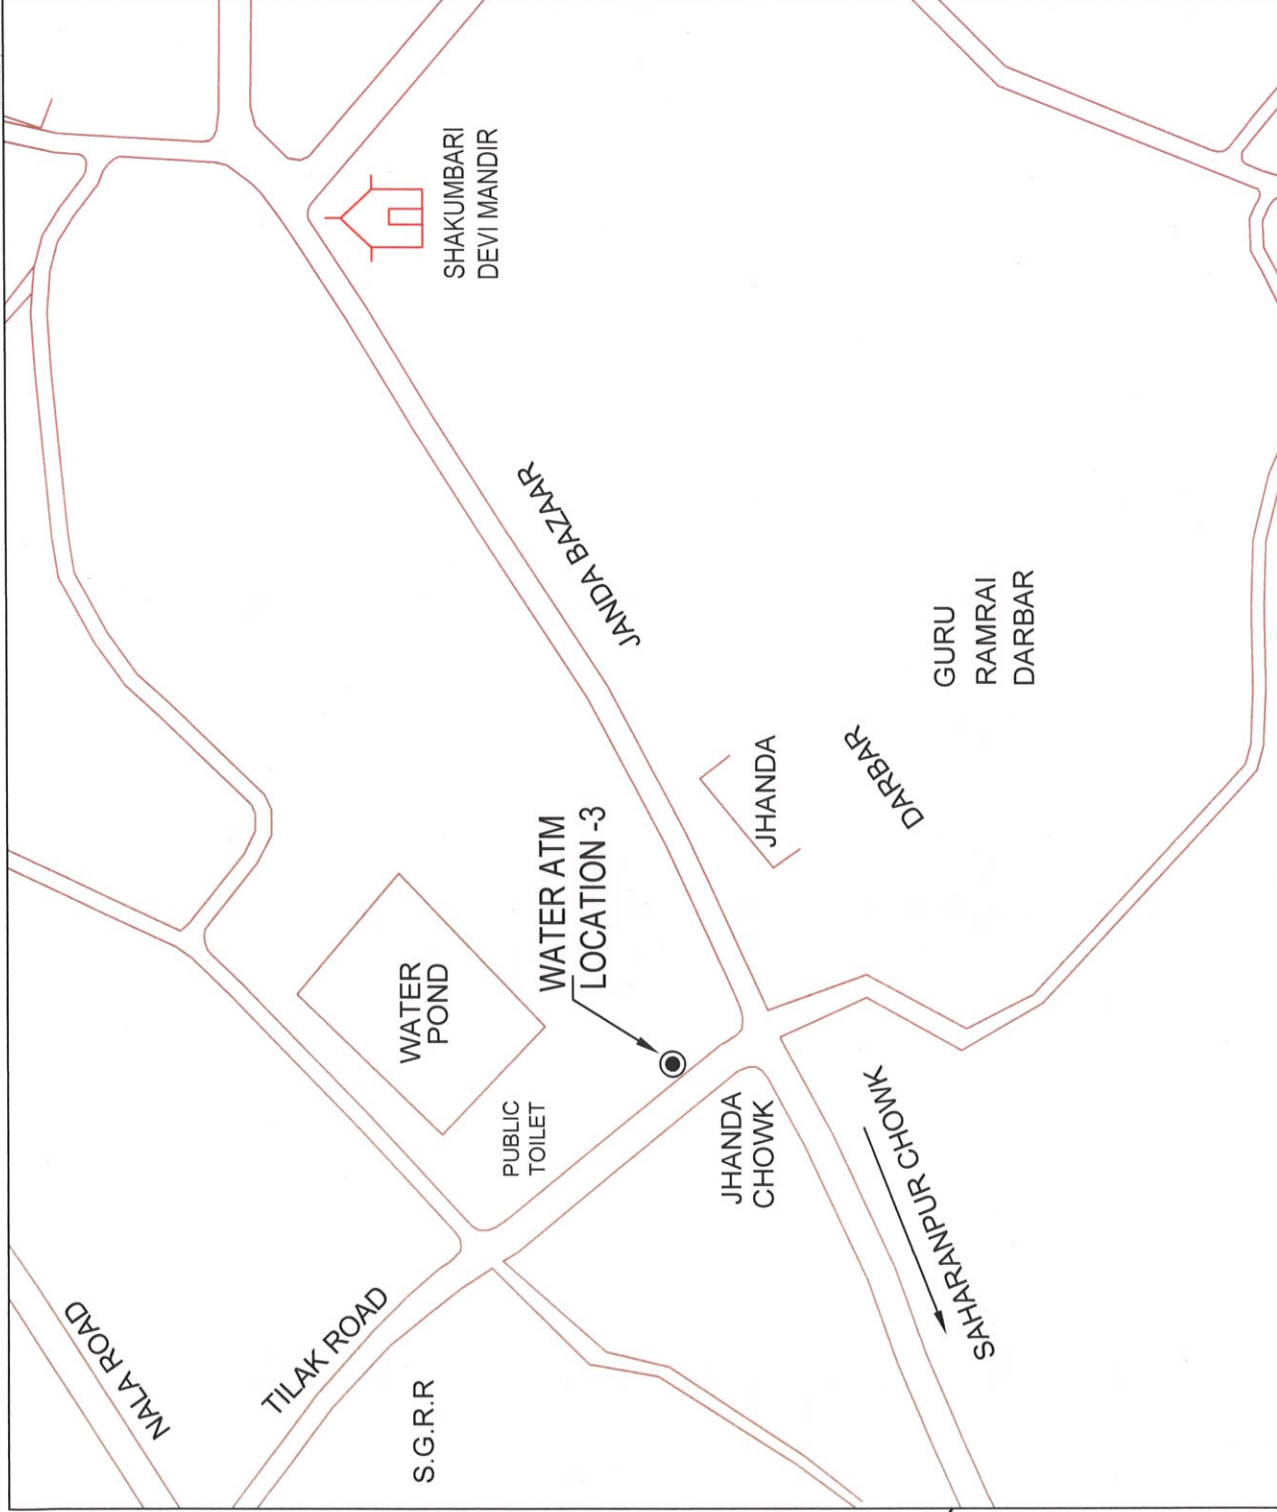 NALA ROAD
TILAK ROAD
S.G.R.R
WATER
POND
PUBLIC
TOILET
WATER ATM
LOCATION -3
JHANDA
CHOWK
SAHARANPUR CHOWK
JHANDA
DARBAR
GURU
RAMRAI
DARBAR
JANDA BAZAAR
SHAKUMBARI
DEVI MANDIR